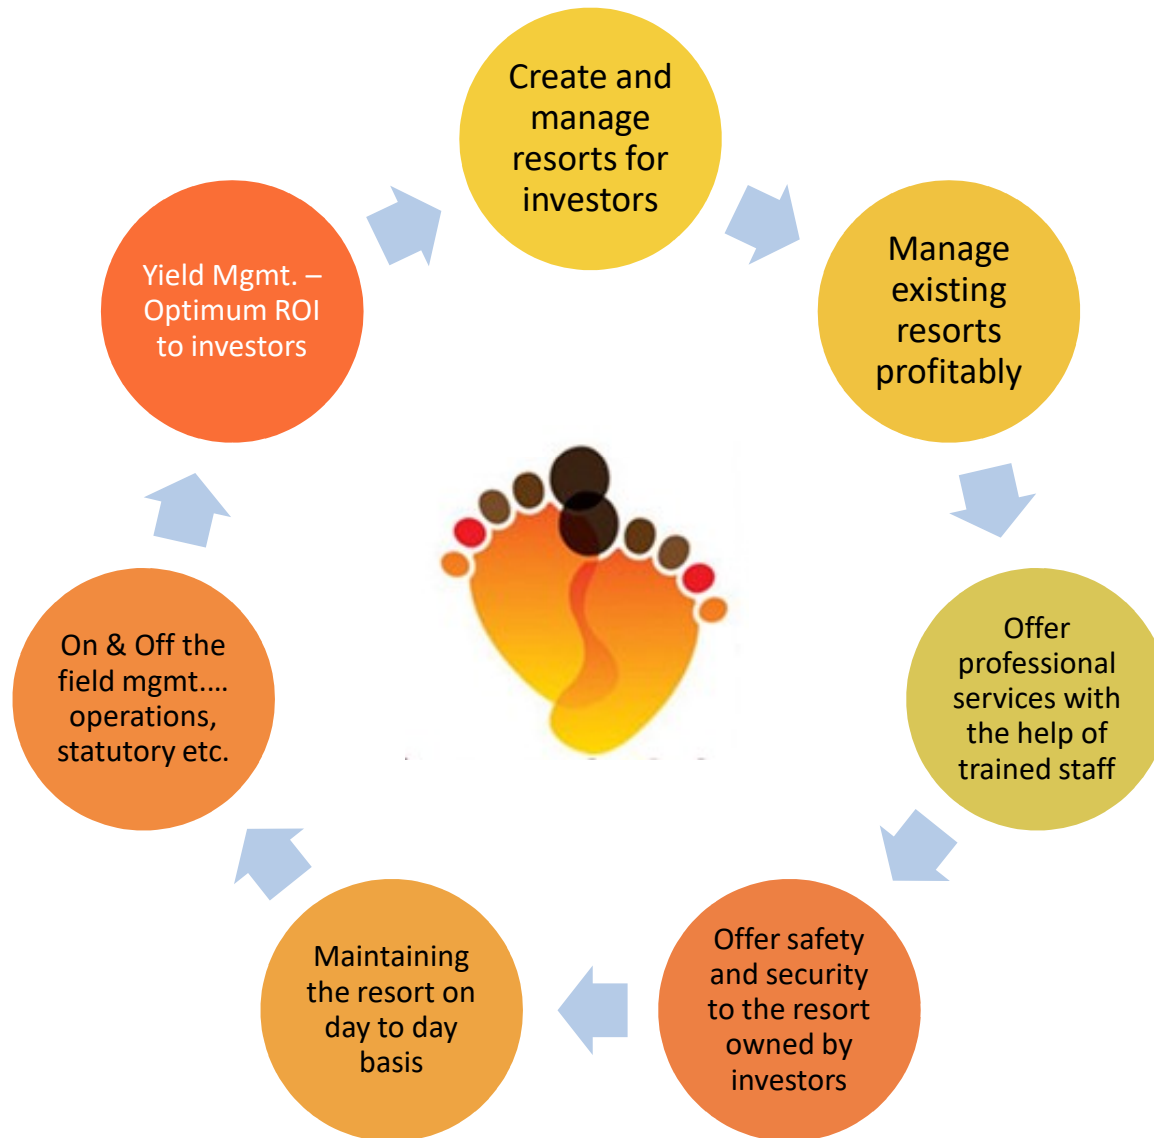 Create and
manage
resorts for
investors
Manage
existing
resorts
profitably
Offer
professional
services with
the help of
trained staff
Offer safety
and security
to the resort
owned by
investors
Maintaining
the resort on
day to day
basis
On & Off the
field mgmt....
operations,
statutory etc.
Yield Mgmt. –
Optimum ROI
to investors